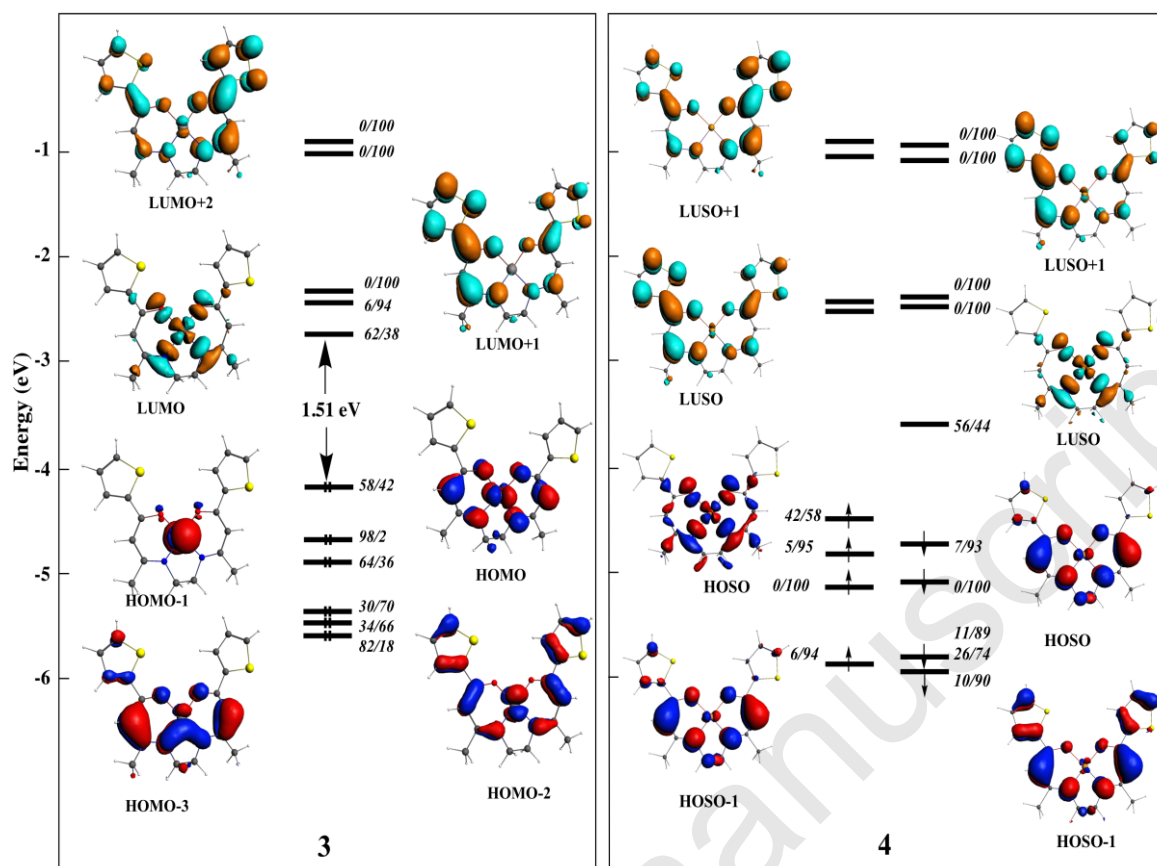 Energy (eV)
-1
-2
-3
-4
-5
-6
LUMO+2
0/100
0/100
LUMO+1
LUMO
0/100
6/94
62/38
1.51 eV
HOMO-1
58/42
98/2
64/36
30/70
34/66
82/18
HOMO
HOMO-3
HOMO-2
3
LUSO+1
0/100
0/100
LUSO+1
LUSO
0/100
0/100
LUSO
56/44
HOSO
42/58
5/95
0/100
7/93
0/100
HOSO
6/94
11/89
26/74
10/90
HOSO-1
HOSO-1
4
anuscrip